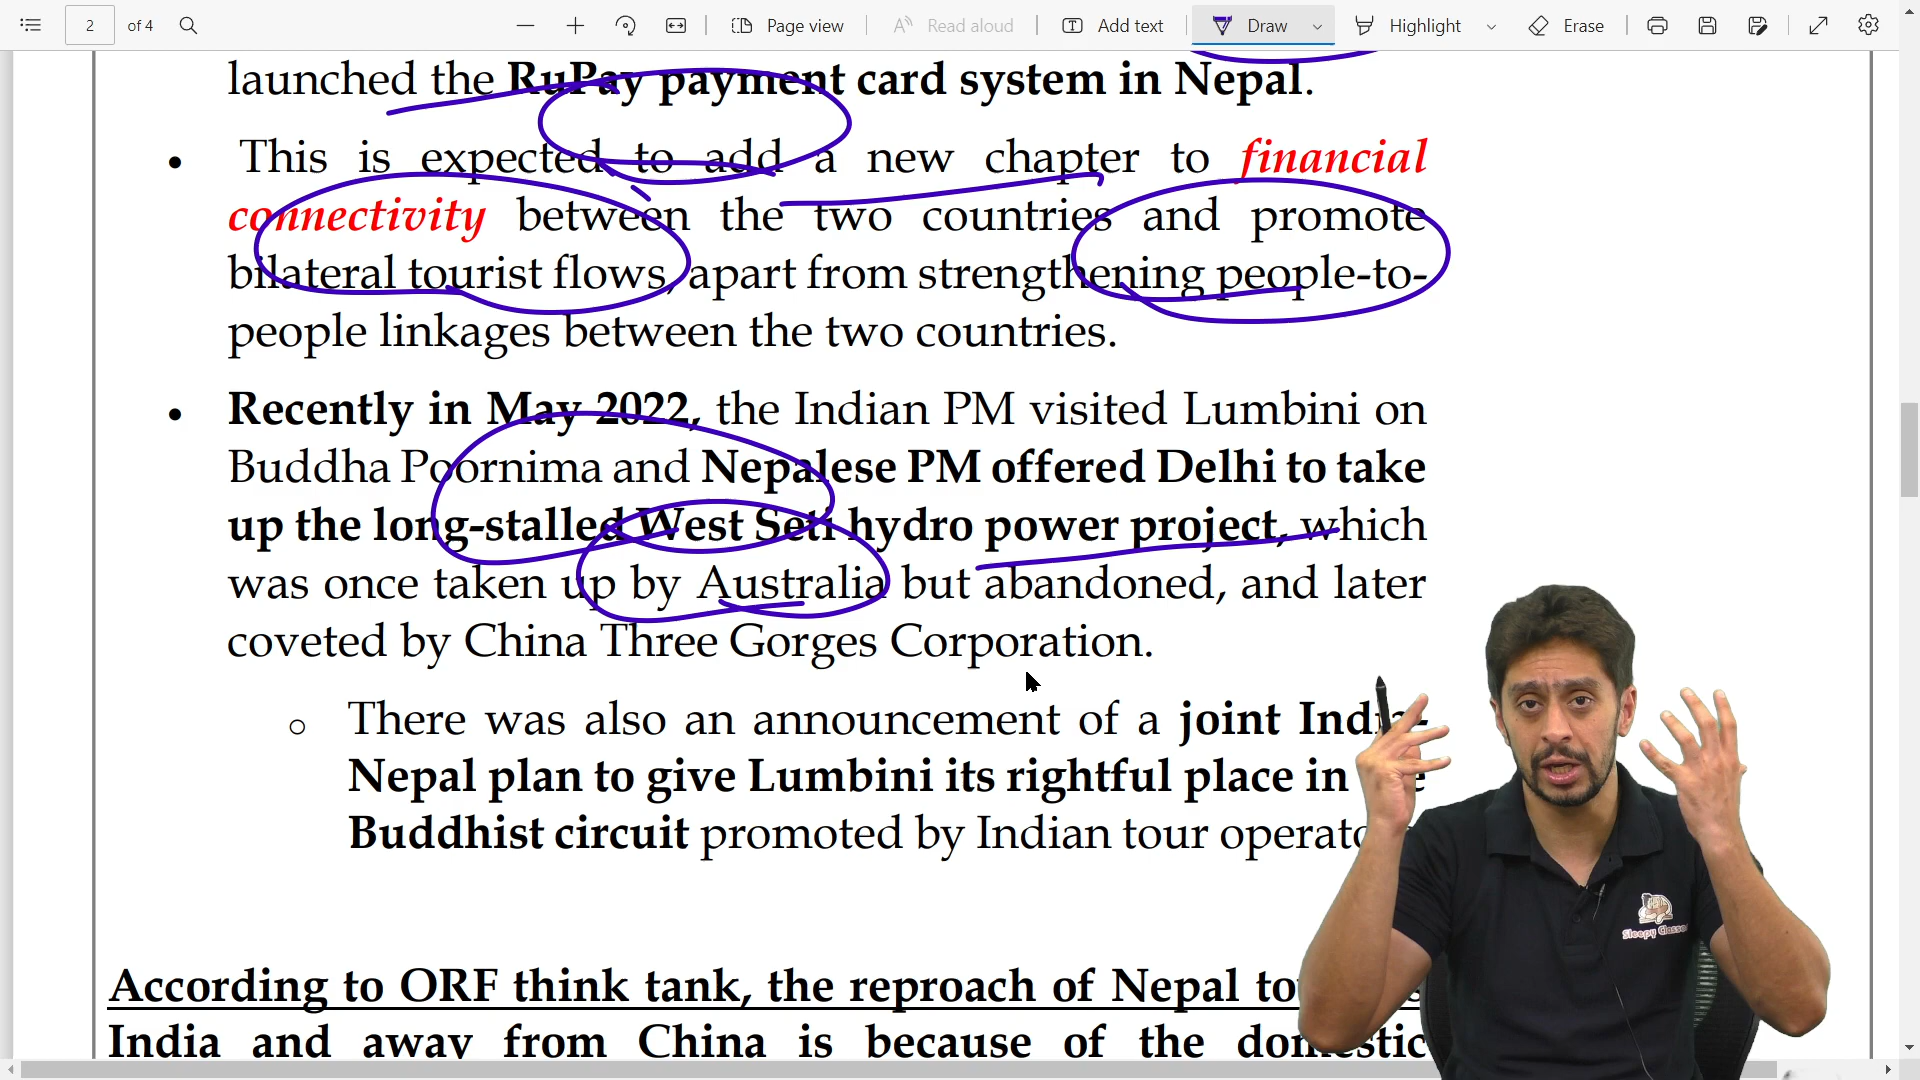 2 of 4 Page view Read aloud Add text Draw Highlight Erase
launched the RuPay payment card system in Nepal.
• This is expected to add a new chapter to financial
connectivity between the two countries and promote
bilateral tourist flows, apart from strengthening people-to-
people linkages between the two countries.
• Recently in May 2022, the Indian PM visited Lumbini on
Buddha Poornima and Nepalese PM offered Delhi to take
up the long-stalled West Seti hydro power project, which
was once taken up by Australia but abandoned, and later
coveted by China Three Gorges Corporation.
○ There was also an announcement of a joint India-
Nepal plan to give Lumbini its rightful place in
Buddhist circuit promoted by Indian tour
According to ORF think tank, the reproach of Nepal
India and away from China is because of the domestic
Sleepy Classes